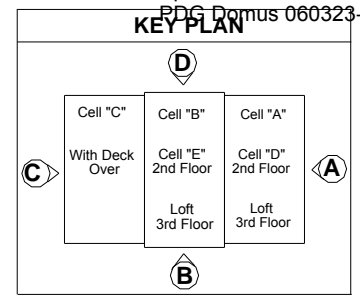 PDG Domus 060323-
KEY PLAN
D
Cell "C"
Cell "B"
Cell "A"
With Deck
Over
Cell "E"
2nd Floor
Cell "D"
2nd Floor
C
A
Loft
3rd Floor
Loft
3rd Floor
B